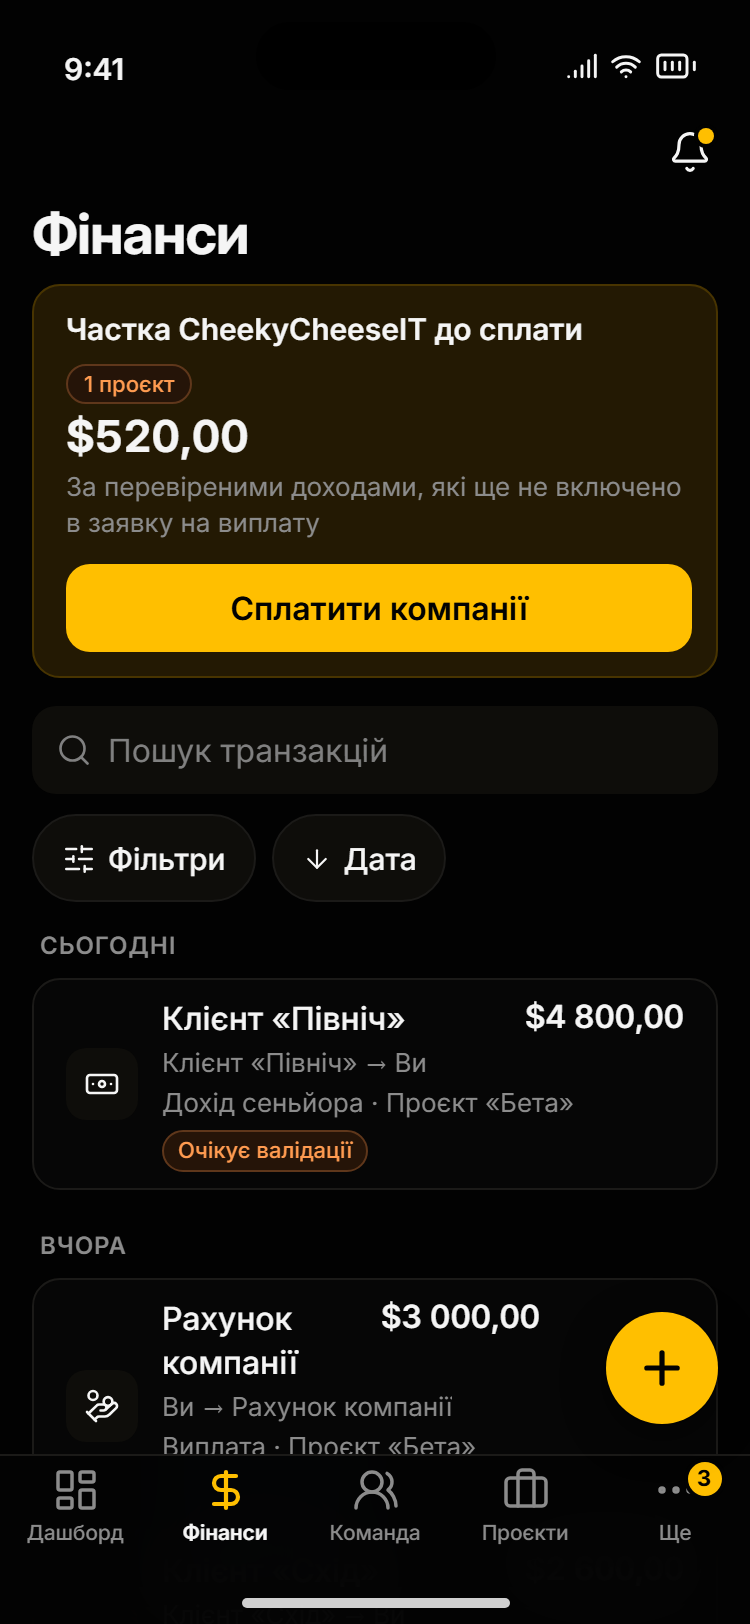 9:41
Фінанси
Частка CheekyCheeseIT до сплати
1 проєкт
$520,00
За перевіреними доходами, які ще не включено
в заявку на виплату
Сплатити компанії
Пошук транзакцій
Фільтри
Дата
СЬОГОДНІ
Клієнт «Північ» $4 800,00
Клієнт «Північ» → Ви
Дохід сеньйора · Проєкт «Бета»
Очікує валідації
ВЧОРА
Рахунок $3 000,00
компанії
Ви → Рахунок компанії
Виплата · Проєкт «Бета»
3
Дашборд Фінанси Команда Проєкти Ще